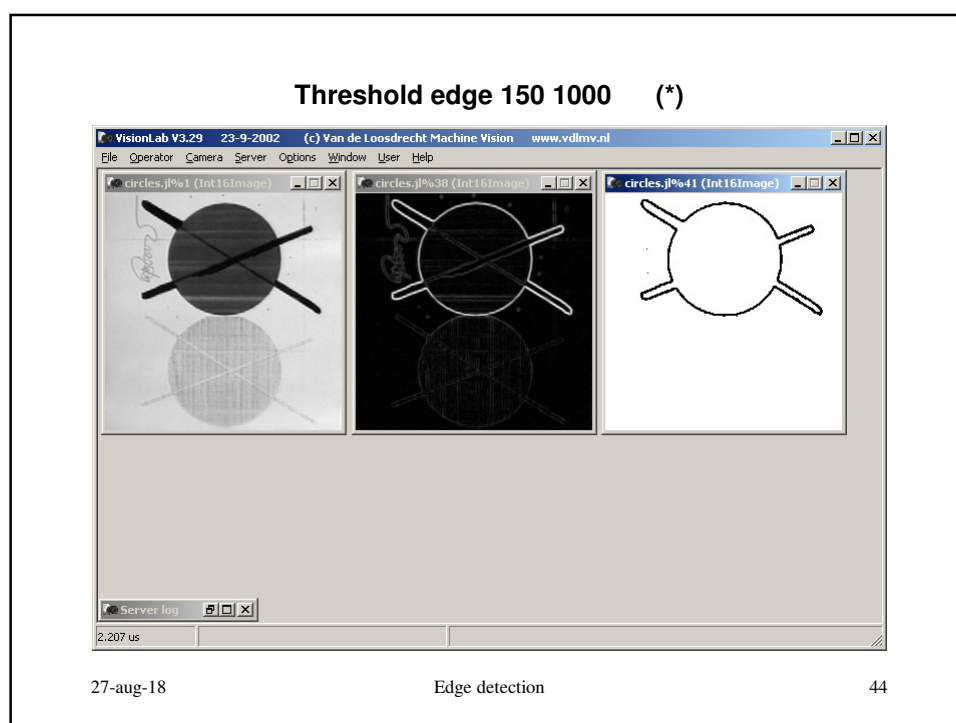 Threshold edge 150 1000 (*)
VisionLab V3.29 23-9-2002 (c) Van de Loosdrecht Machine Vision www.vdlmv.nl
File Operator Camera Server Options Window User Help
circles.jl%1 (Int16Image)
circles.jl%38 (Int16Image)
circles.jl%41 (Int16Image)
Server log
2.207 us
27-aug-18 Edge detection 44